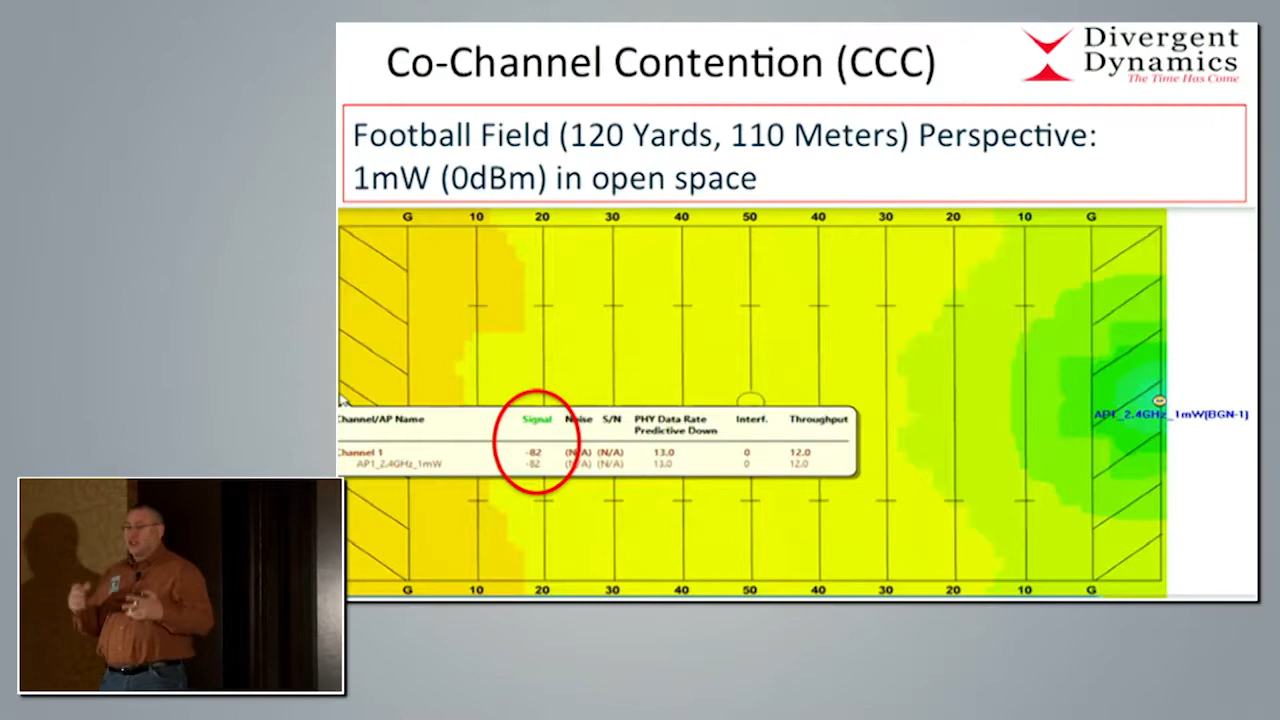 Co-Channel Contention (CCC)
Divergent
Dynamics
The Time Has Come
Football Field (120 Yards, 110 Meters) Perspective:
1mW (0dBm) in open space
G 10 20 30 40 50 40 30 20 10 G
Channel/AP Name Signal Noise S/N PHY Data Rate Interf. Throughput
Predictive Down
Channel 1 -82 (N/A) (N/A) 13.0 0 12.0
AP1_2.4GHz_1mW -82 (N/A) (N/A) 13.0 0 12.0
AP1_2.4GHz_1mW(BGN-1)
G 10 20 30 40 50 40 30 20 10 G